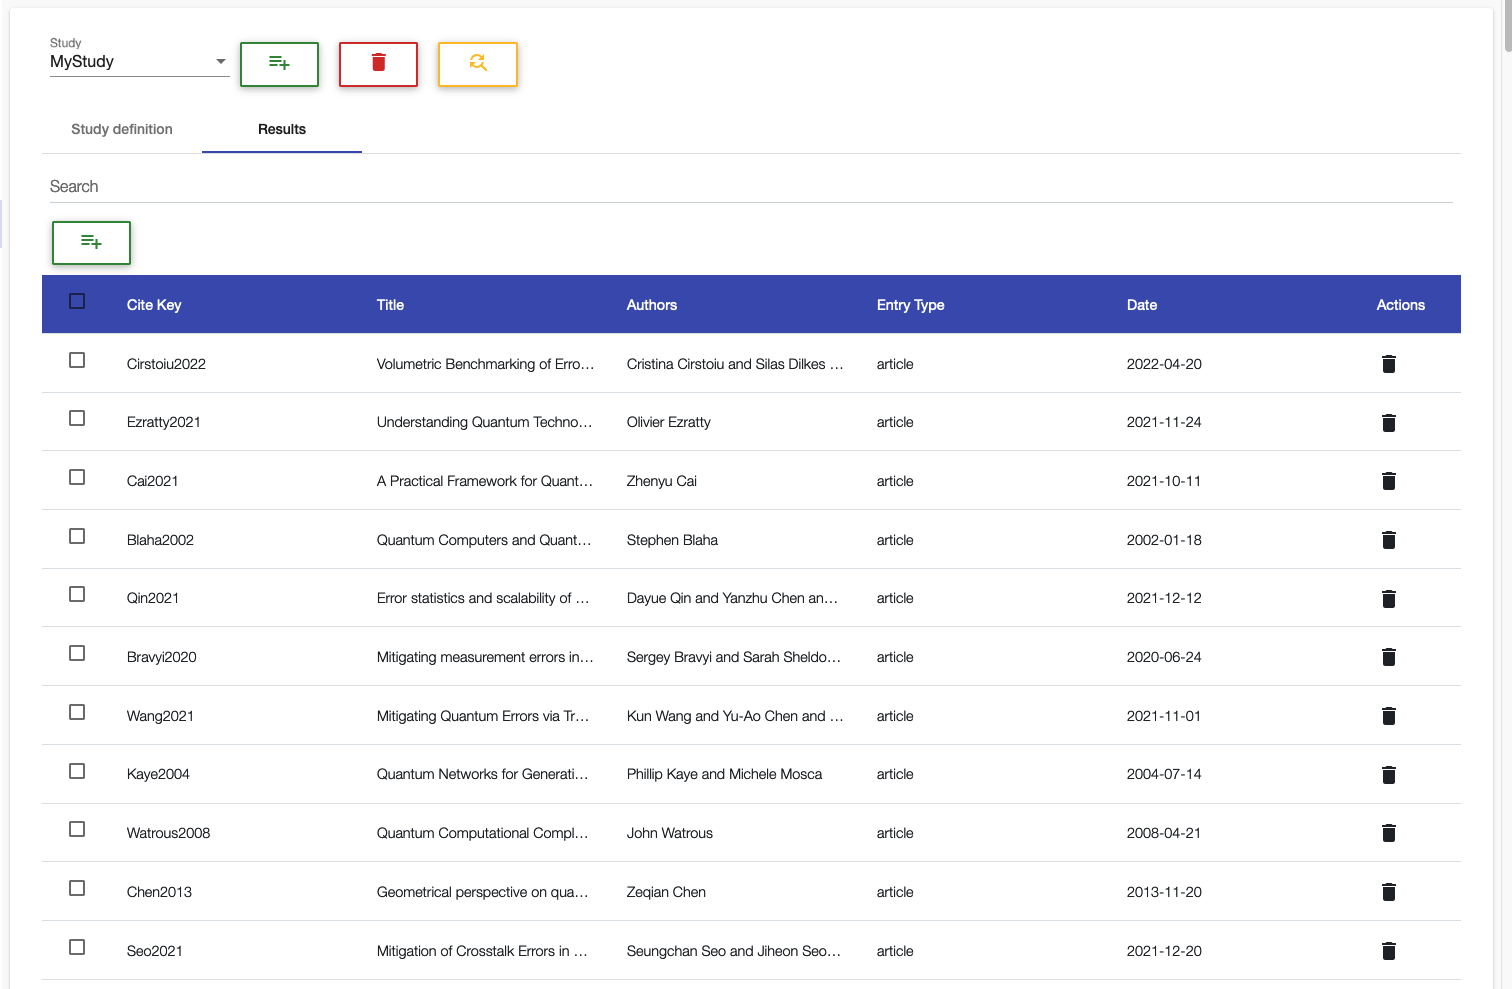 Study
MyStudy
Study definition Results
Search
Cite Key Title Authors Entry Type Date Actions
Cirstoiu2022 Volumetric Benchmarking of Erro… Cristina Cirstoiu and Silas Dilkes … article 2022-04-20
Ezratty2021 Understanding Quantum Techno… Olivier Ezratty article 2021-11-24
Cai2021 A Practical Framework for Quant… Zhenyu Cai article 2021-10-11
Blaha2002 Quantum Computers and Quant… Stephen Blaha article 2002-01-18
Qin2021 Error statistics and scalability of … Dayue Qin and Yanzhu Chen an… article 2021-12-12
Bravyi2020 Mitigating measurement errors in… Sergey Bravyi and Sarah Sheldo… article 2020-06-24
Wang2021 Mitigating Quantum Errors via Tr… Kun Wang and Yu-Ao Chen and … article 2021-11-01
Kaye2004 Quantum Networks for Generati… Phillip Kaye and Michele Mosca article 2004-07-14
Watrous2008 Quantum Computational Compl… John Watrous article 2008-04-21
Chen2013 Geometrical perspective on qua… Zeqian Chen article 2013-11-20
Seo2021 Mitigation of Crosstalk Errors in … Seungchan Seo and Jiheon Seo… article 2021-12-20